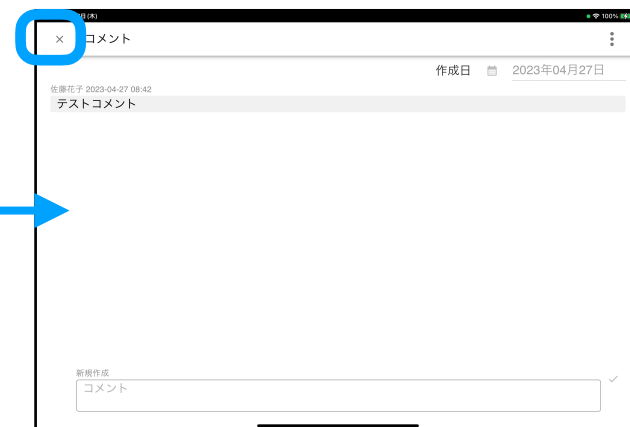 (木)
100%
× コメント
作成日 2023年04月27日
佐藤花子 2023-04-27 08:42
テストコメント
新規作成
コメント